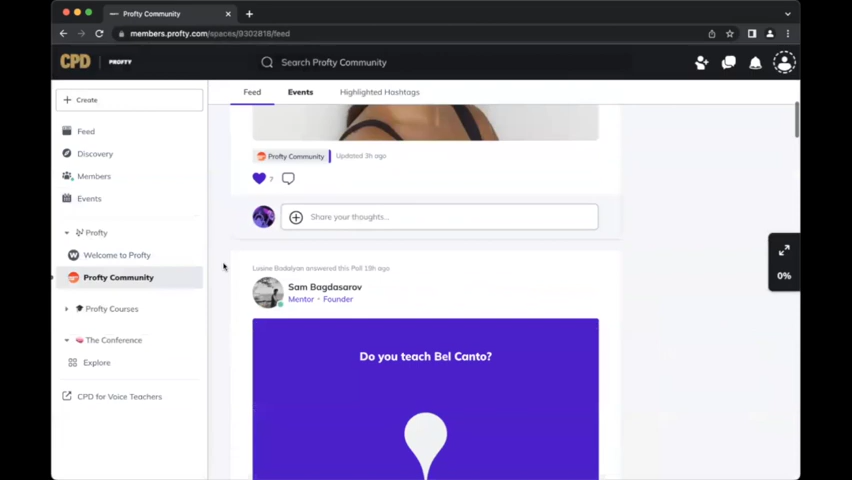 Profty Community
members.profty.com/spaces/9302818/feed
CPD PROFTY
Search Profty Community
Create
Feed
Discovery
Members
Events
Profty
Welcome to Profty
Profty Community
Profty Courses
The Conference
Explore
CPD for Voice Teachers
Feed Events Highlighted Hashtags
Profty Community Updated 3h ago
7
Share your thoughts...
Lusine Badalyan answered this Poll 19h ago
Sam Bagdasarov
Mentor · Founder
Do you teach Bel Canto?
0%